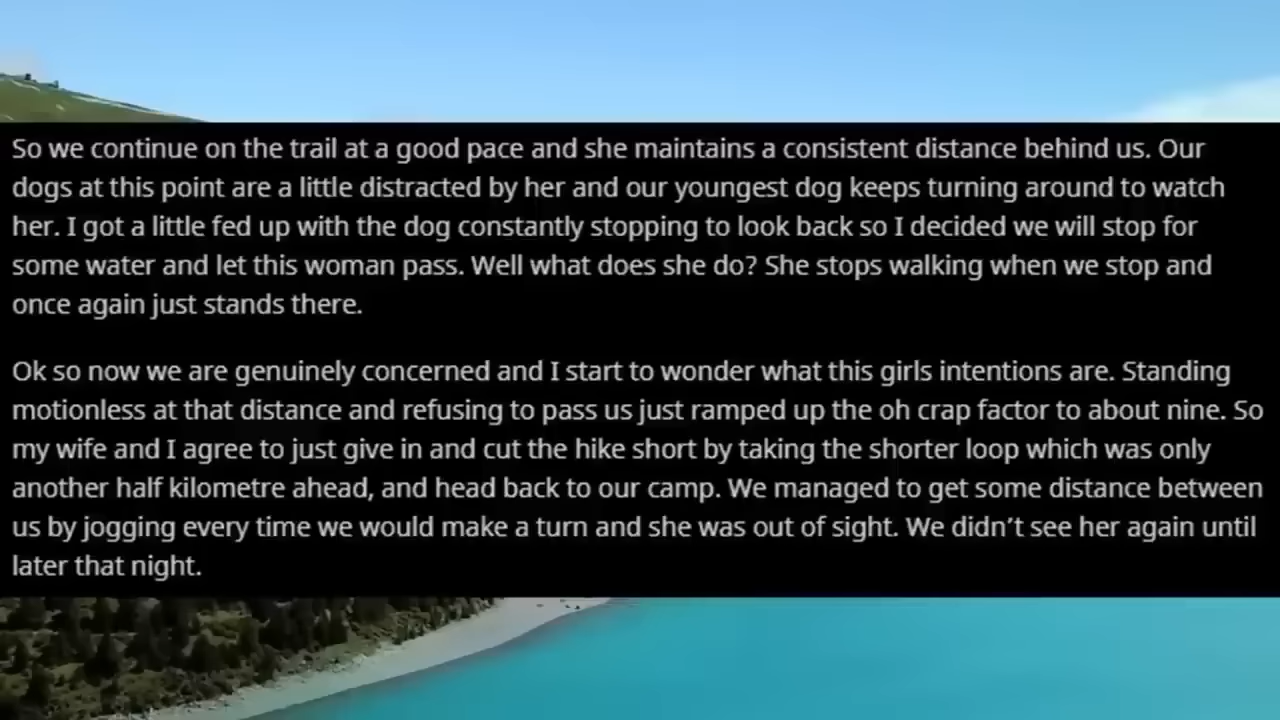 So we continue on the trail at a good pace and she maintains a consistent distance behind us. Our
dogs at this point are a little distracted by her and our youngest dog keeps turning around to watch
her. I got a little fed up with the dog constantly stopping to look back so I decided we will stop for
some water and let this woman pass. Well what does she do? She stops walking when we stop and
once again just stands there.
Ok so now we are genuinely concerned and I start to wonder what this girls intentions are. Standing
motionless at that distance and refusing to pass us just ramped up the oh crap factor to about nine. So
my wife and I agree to just give in and cut the hike short by taking the shorter loop which was only
another half kilometre ahead, and head back to our camp. We managed to get some distance between
us by jogging every time we would make a turn and she was out of sight. We didn’t see her again until
later that night.